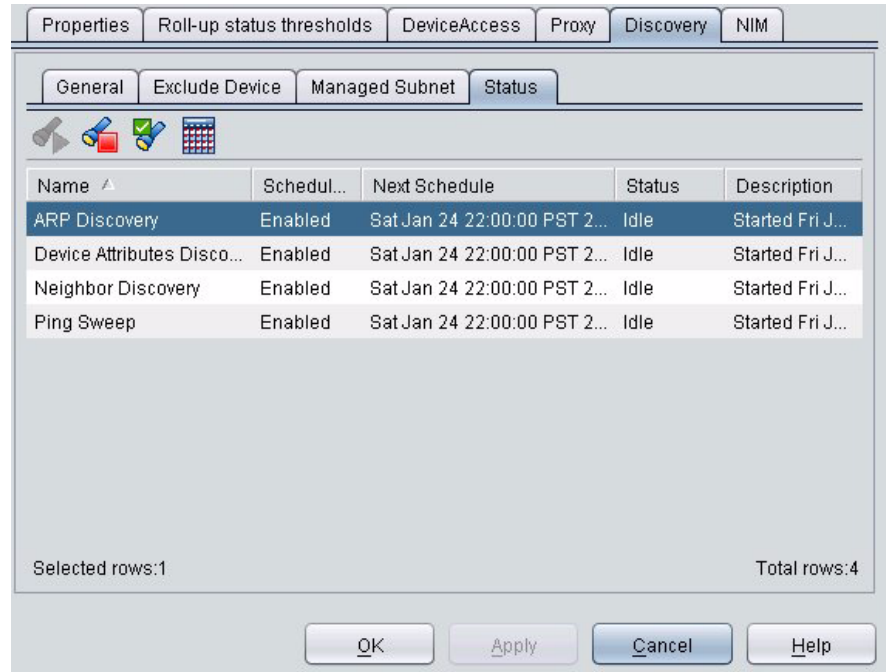 Properties Roll-up status thresholds DeviceAccess Proxy Discovery NIM
General Exclude Device Managed Subnet Status
Name Schedul... Next Schedule Status Description
ARP Discovery Enabled Sat Jan 24 22:00:00 PST 2... Idle Started Fri J...
Device Attributes Disco... Enabled Sat Jan 24 22:00:00 PST 2... Idle Started Fri J...
Neighbor Discovery Enabled Sat Jan 24 22:00:00 PST 2... Idle Started Fri J...
Ping Sweep Enabled Sat Jan 24 22:00:00 PST 2... Idle Started Fri J...
Selected rows:1 Total rows:4
OK Apply Cancel Help